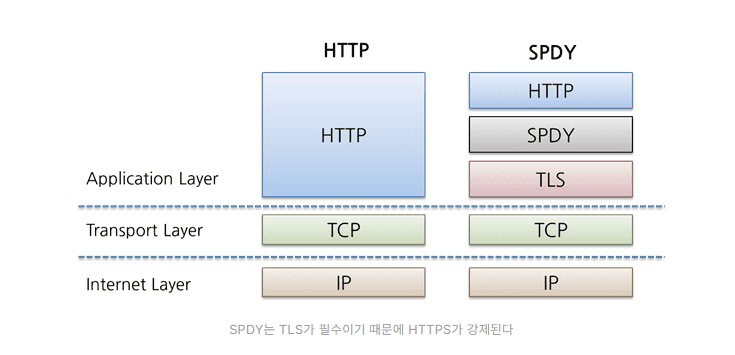 HTTP SPDY
HTTP
HTTP
SPDY
Application Layer TLS
Transport Layer TCP TCP
Internet Layer IP IP
SPDY는 TLS가 필수이기 때문에 HTTPS가 강제된다